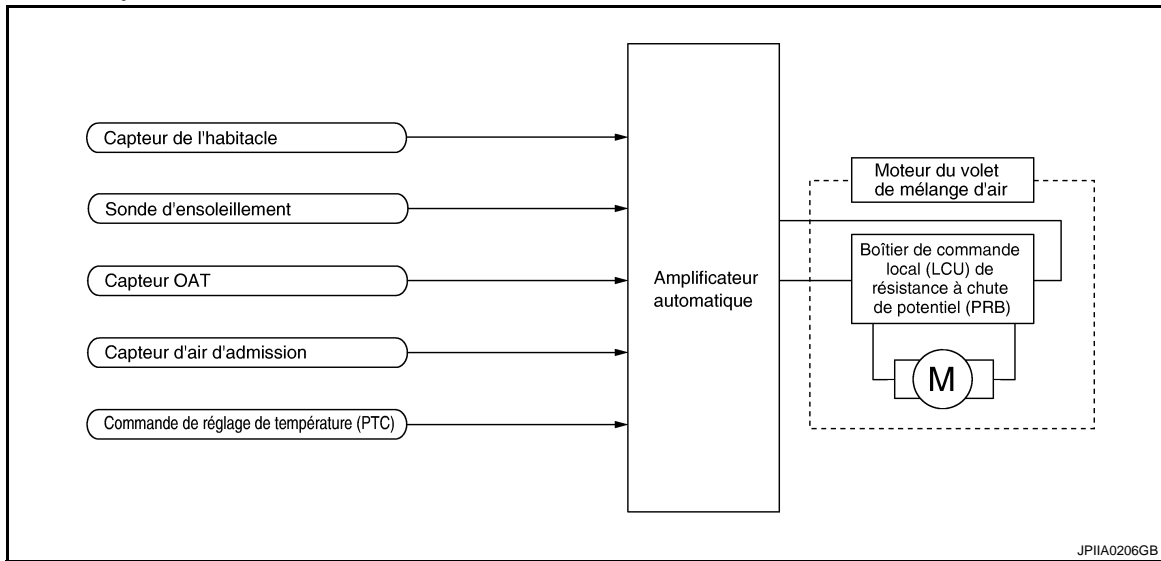 Capteur de l'habitacle
Sonde d'ensoleillement
Capteur OAT
Capteur d'air d'admission
Commande de réglage de température (PTC)
Amplificateur
automatique
Moteur du volet
de mélange d'air
Boîtier de commande
local (LCU) de
résistance à chute
de potentiel (PRB)
M
JPIIA0206GB